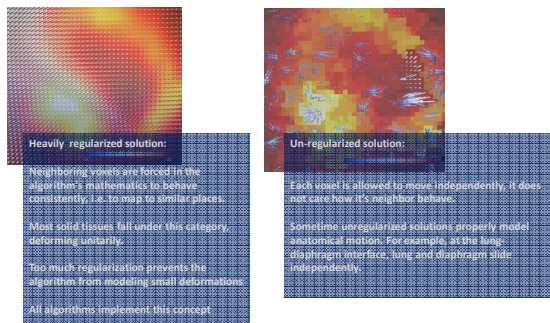 Heavily regularized solution:
Neighboring voxels are forced in the
algorithm's mathematics to behave
consistently, i.e. to map to similar places.
Most solid tissues fall under this category,
deforming unitarily.
Too much regularization prevents the
algorithm from modeling small deformations
All algorithms implement this concept
Un-regularized solution:
Each voxel is allowed to move independently, it does
not care how it's neighbor behave.
Sometime unregularized solutions properly model
anatomical motion. For example, at the lung-
diaphragm interface, lung and diaphragm slide
independently.